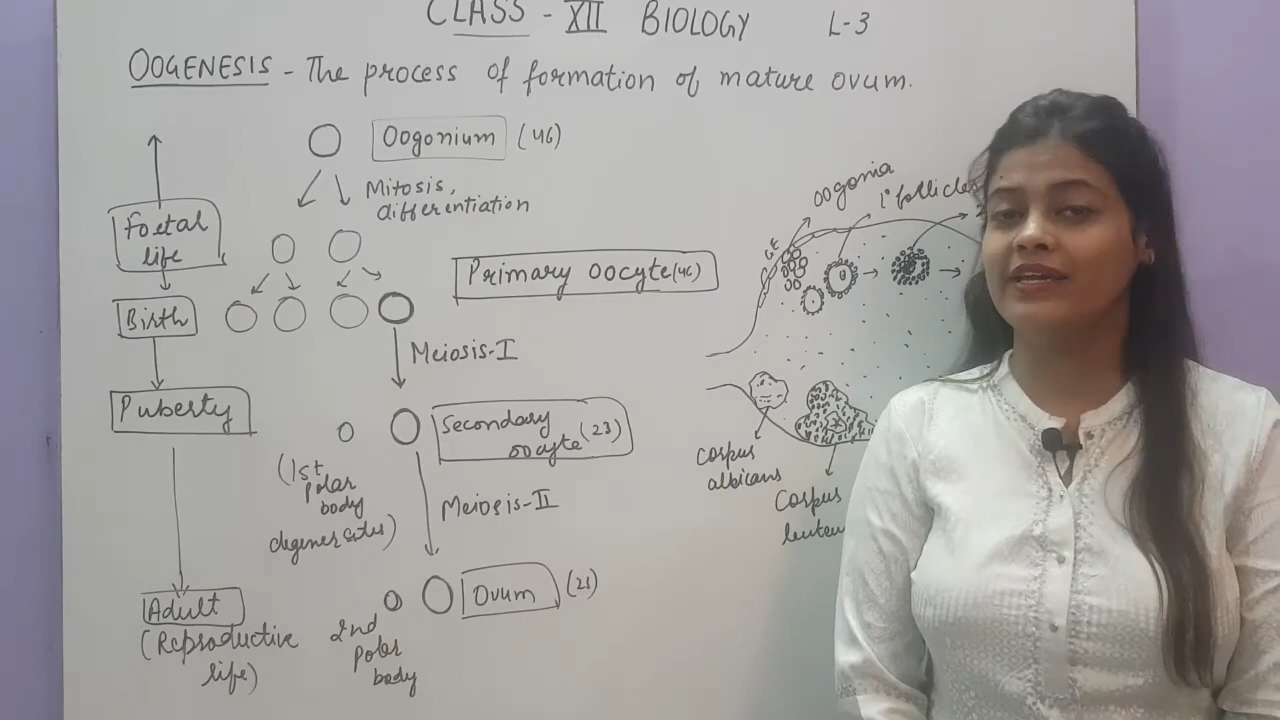 CLASS - XII BIOLOGY L-3
OOGENESIS - The process of formation of mature ovum.
Oogonium (46)
Mitosis,
differentiation
Foetal
life
Primary oocyte (46)
Birth
Meiosis-I
Puberty
Secondary
oocyte (23)
(1st
Polar
body
degenerates)
Meiosis-II
Ovum (23)
Adult
(Reproductive
life)
2nd
Polar
body
oogonia
1° follicles
corpus
albicans
Corpus